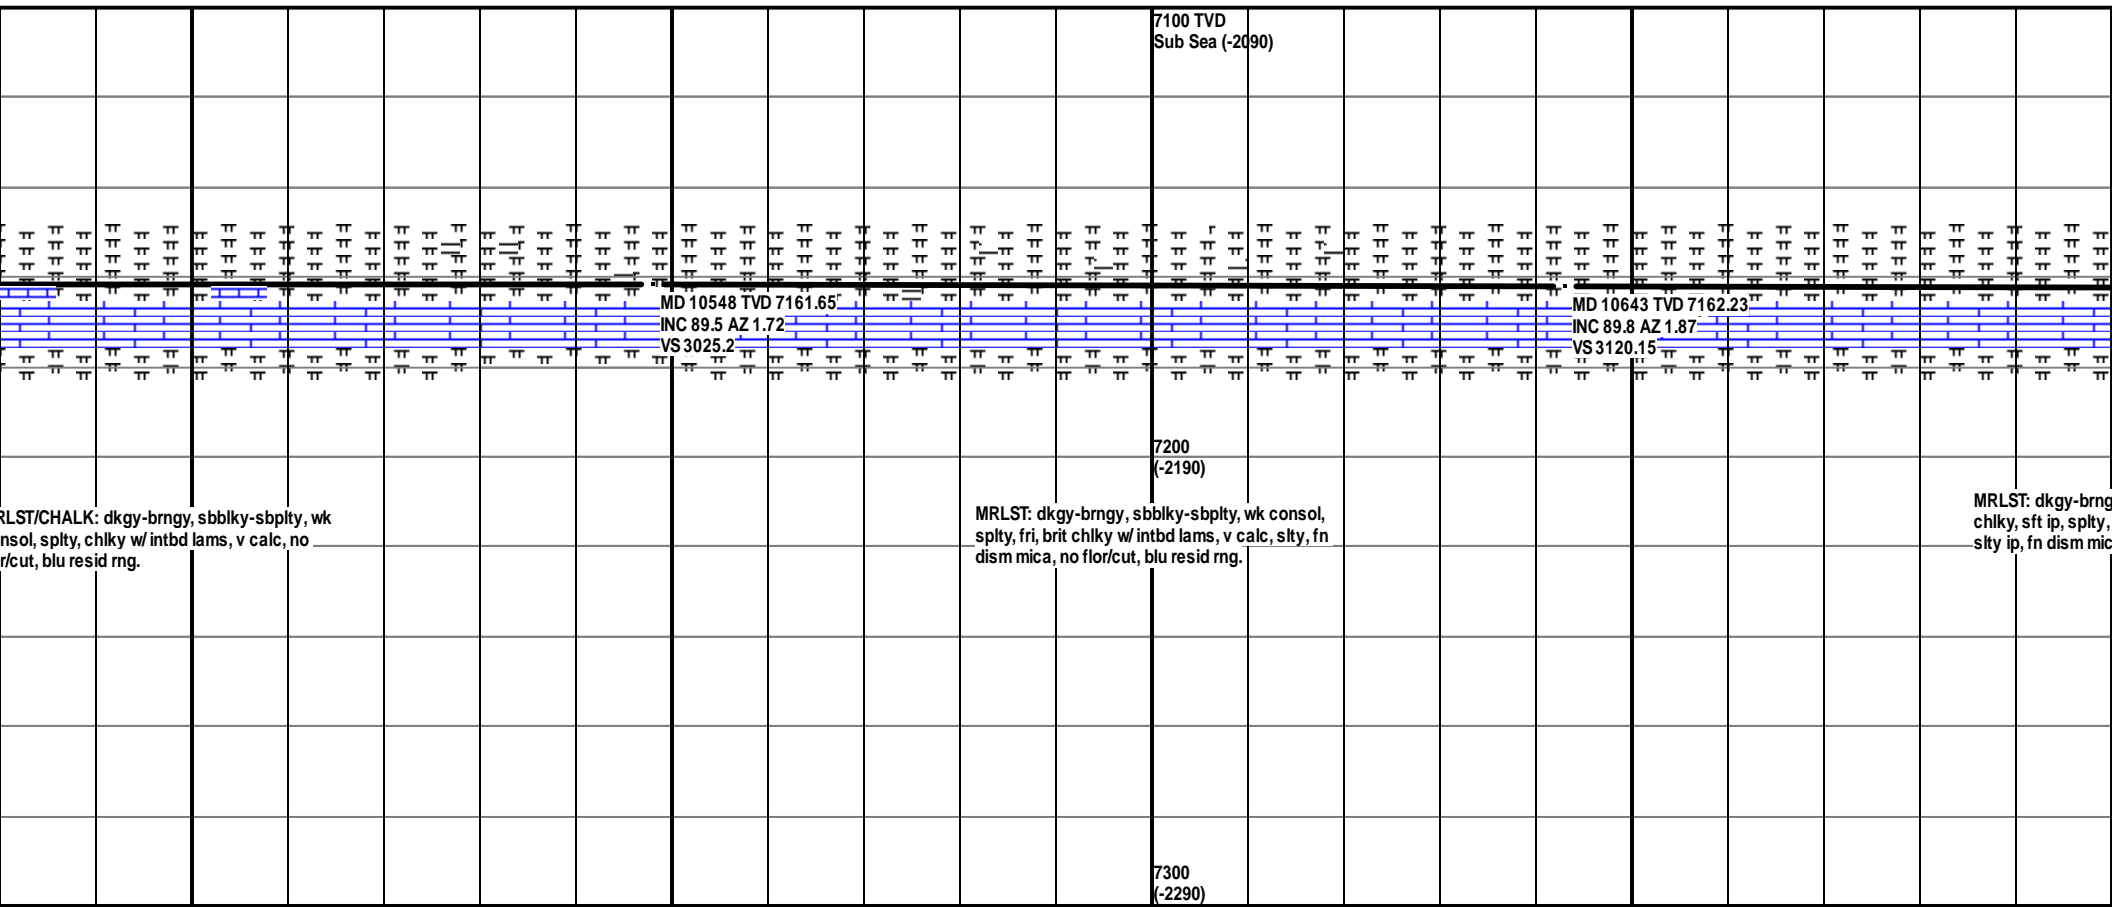 7100 TVD
Sub Sea (-2090)
MD 10548 TVD 7161.65
INC 89.5 AZ 1.72
VS 3025.2
MD 10643 TVD 7162.23
INC 89.8 AZ 1.87
VS 3120.15
7200
(-2190)
RLST/CHALK: dkgy-brngy, sbblky-sbplty, wk
nsol, splty, chlky w/ intbd lams, v calc, no
r/cut, blu resid rng.
MRLST: dkgy-brngy, sbblky-sbplty, wk consol,
splty, fri, brit chlky w/ intbd lams, v calc, slty, fn
dism mica, no flor/cut, blu resid rng.
MRLST: dkgy-brng
chlky, sft ip, splty,
slty ip, fn dism mic
7300
(-2290)